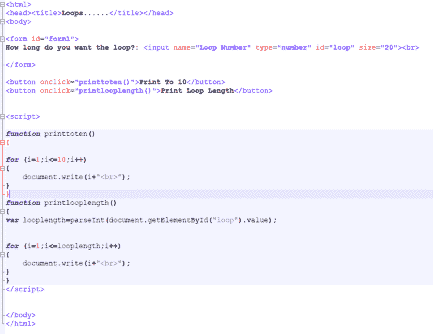 <html>
<head><title>Loops......</title></head>
<body>
<form id="form1">
How long do you want the loop?: <input name="Loop Number" type="number" id="loop" size="20"><br>
</form>
<button onclick="printtoten()">Print To 10</button>
<button onclick="printlooplength()">Print Loop Length</button>
<script>
function printtoten()
{
for (i=1;i<=10;i++)
{
document.write(i+"<br>");
}
}
function printlooplength()
{
var looplength=parseInt(document.getElementById("loop").value);
for (i=1;i<=looplength;i++)
{
document.write(i+"<br>");
}
}
</script>
</body>
</html>